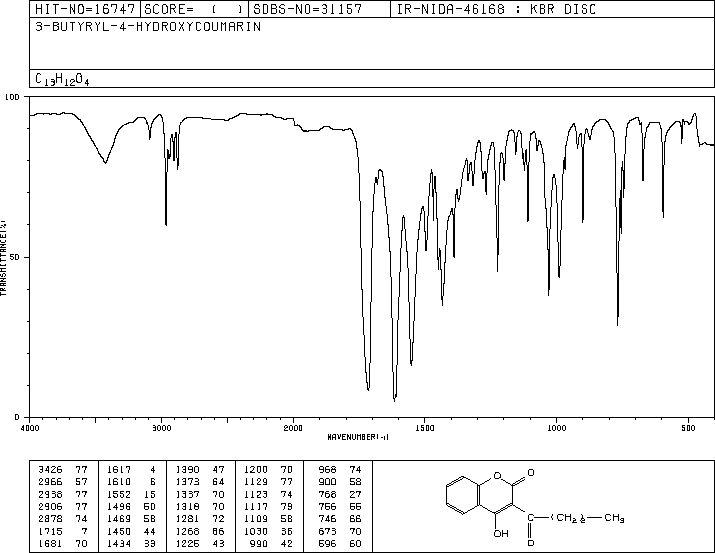 HIT-NO=16747 SCORE= ( ) SDBS-NO=31157 IR-NIDA-46168 : KBR DISC
3-BUTYRYL-4-HYDROXYCOUMARIN
C13H12O4
100
50
0
TRANSMITTANCE(%)
4000 3000 2000 1500 1000 500
WAVENUMBER(-1)
3426 77 1617 4 1390 47 1200 70 968 74
2966 57 1610 6 1373 64 1129 77 900 58
2938 77 1552 15 1337 70 1123 74 768 27
2906 77 1496 50 1318 70 1117 79 756 55
2878 74 1469 58 1281 72 1109 58 746 66
1715 7 1450 44 1268 66 1030 36 673 70
1681 70 1434 33 1225 43 990 42 596 60
O
O
OH
C
O
(CH2)2
CH3